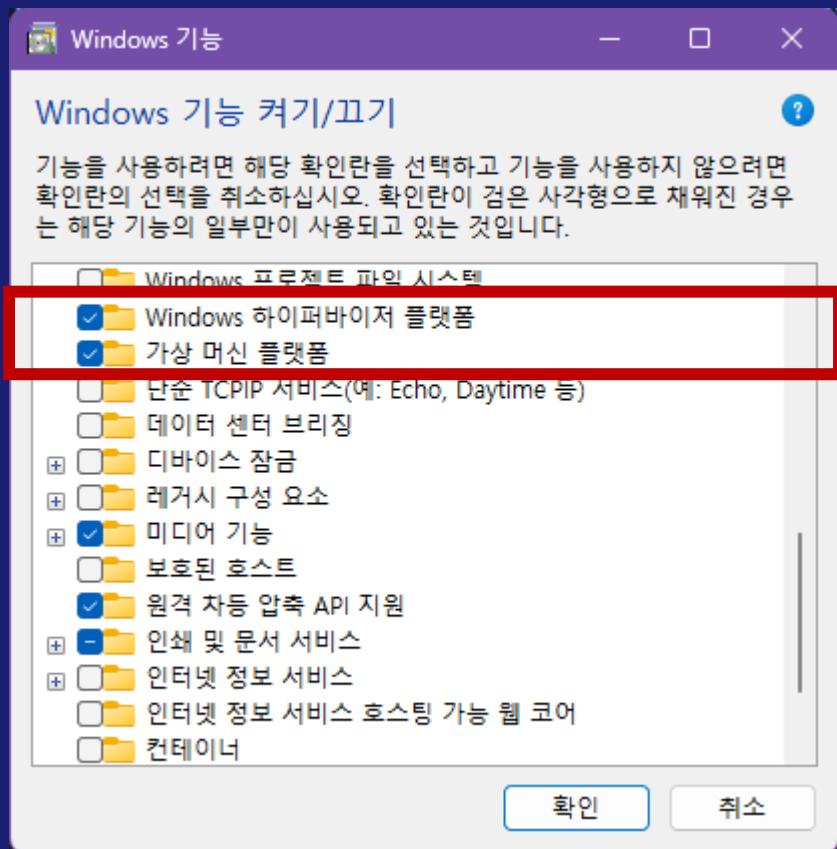 Windows 기능
Windows 기능 켜기/끄기
?
기능을 사용하려면 해당 확인란을 선택하고 기능을 사용하지 않으려면
확인란의 선택을 취소하십시오. 확인란이 검은 사각형으로 채워진 경우
는 해당 기능의 일부만이 사용되고 있는 것입니다.
Windows 프로젝트 파일 시스템
Windows 하이퍼바이저 플랫폼
가상 머신 플랫폼
단순 TCPIP 서비스(예: Echo, Daytime 등)
데이터 센터 브리징
디바이스 잠금
레거시 구성 요소
미디어 기능
보호된 호스트
원격 차등 압축 API 지원
인쇄 및 문서 서비스
인터넷 정보 서비스
인터넷 정보 서비스 호스팅 가능 웹 코어
컨테이너
확인 취소